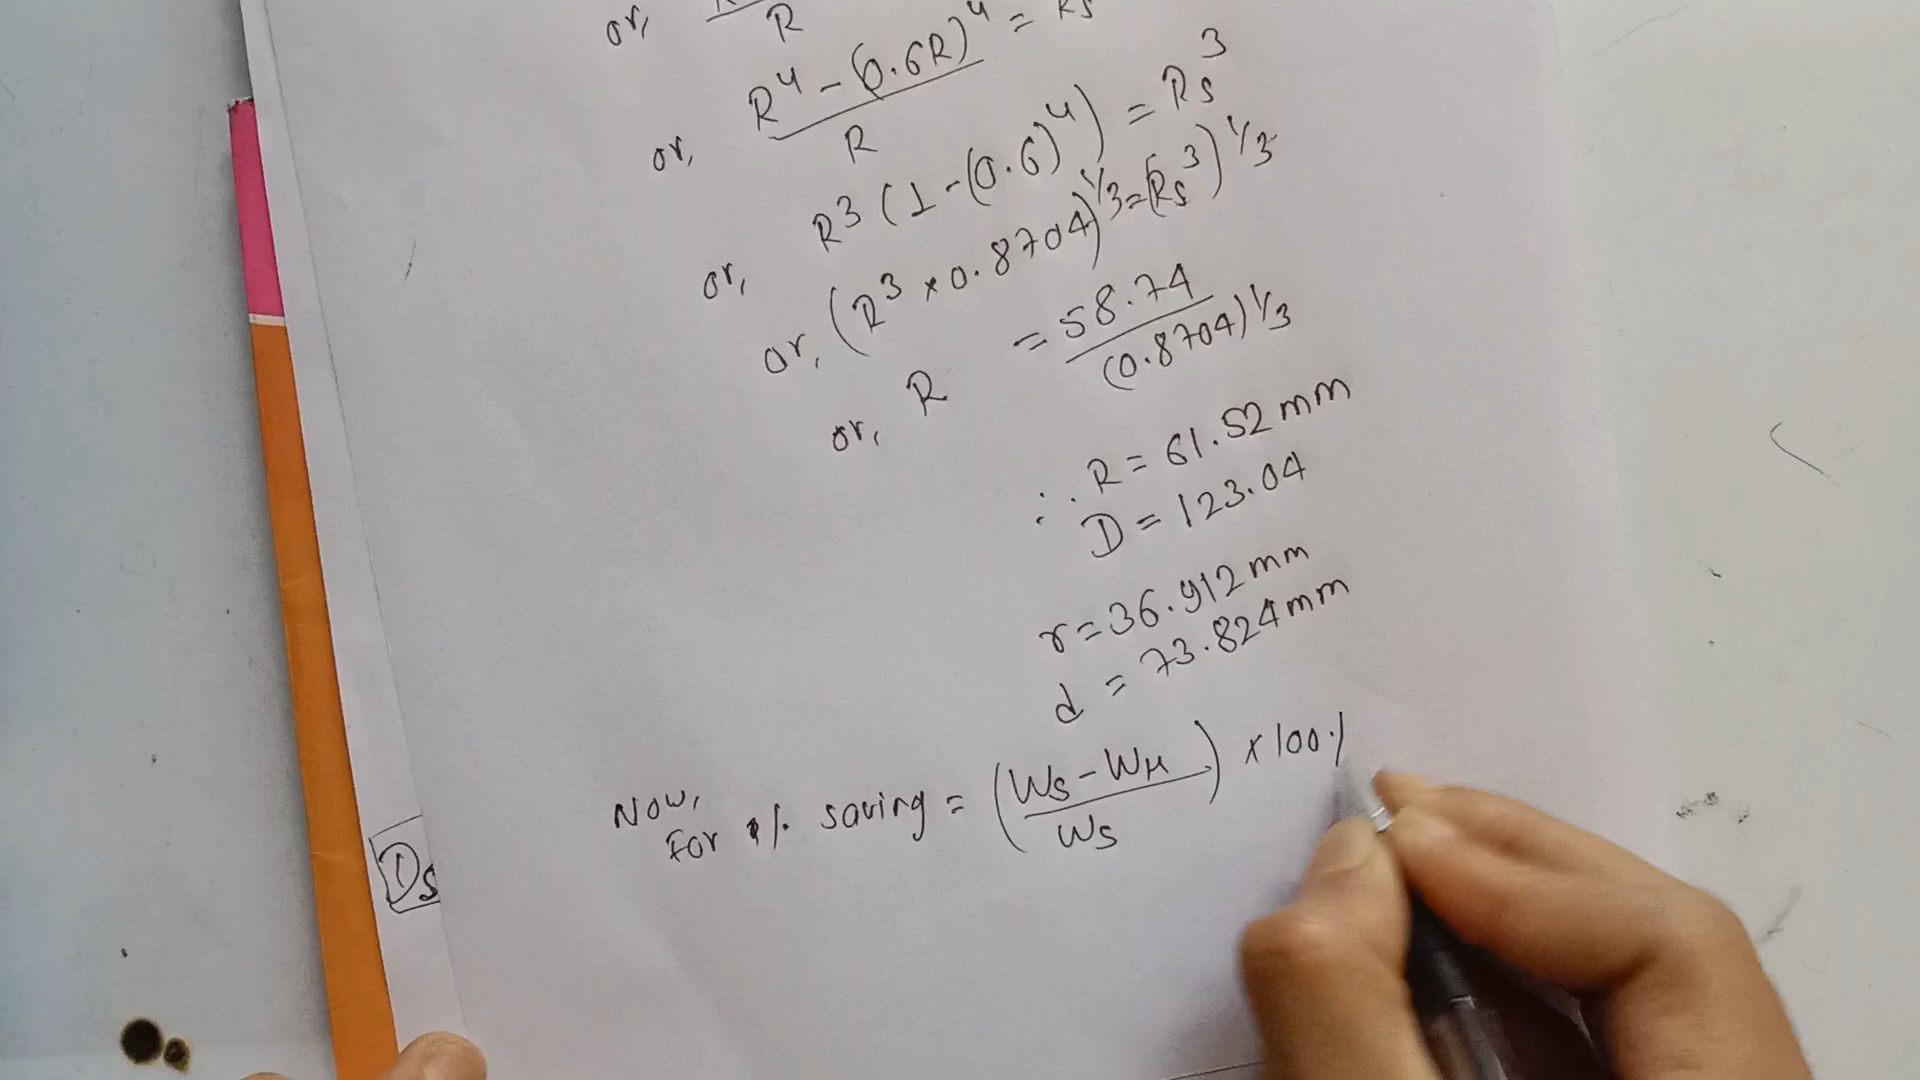 or, R
or, R⁴ - (0.6R)⁴ = Rs
R
or, R³ (1 - (0.6)⁴) = Rs³
or, (R³ × 0.8704)^1/3 = (Rs³)^1/3
or, R = 58.74
(0.8704)^1/3
∴ R = 61.52 mm
D = 123.04
r = 36.912 mm
d = 73.824 mm
Now,
For % saving = (Ws - WH) × 100%
Ws
Ds